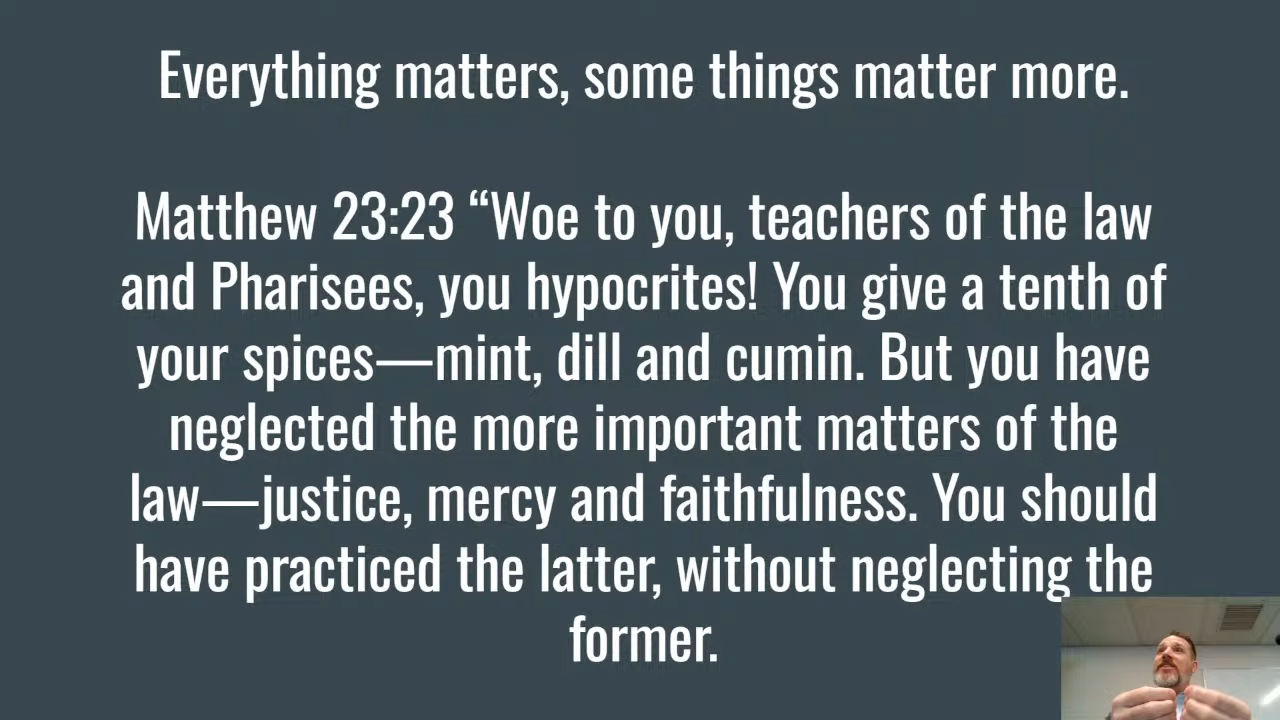 Everything matters, some things matter more.
Matthew 23:23 “Woe to you, teachers of the law
and Pharisees, you hypocrites! You give a tenth of
your spices—mint, dill and cumin. But you have
neglected the more important matters of the
law—justice, mercy and faithfulness. You should
have practiced the latter, without neglecting the
former.